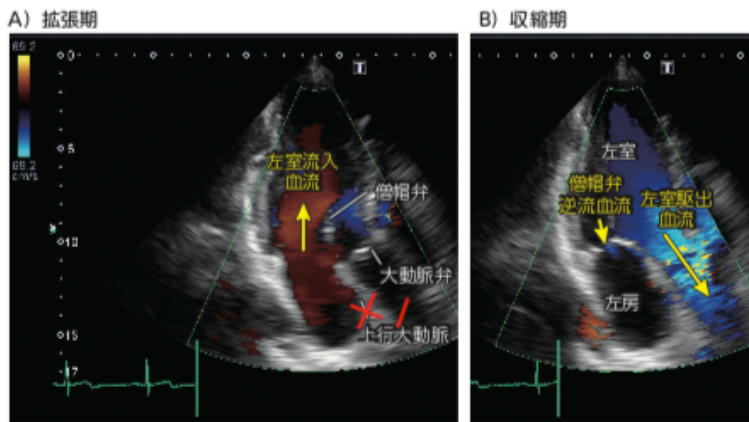 A) 拡張期
B) 収縮期
69.2
69.2
cm/s
0
5
10
15
17
T
左室流入
血流
僧帽弁
大動脈弁
上行大動脈
T
左室
僧帽弁
逆流血流
左室駆出
血流
左房